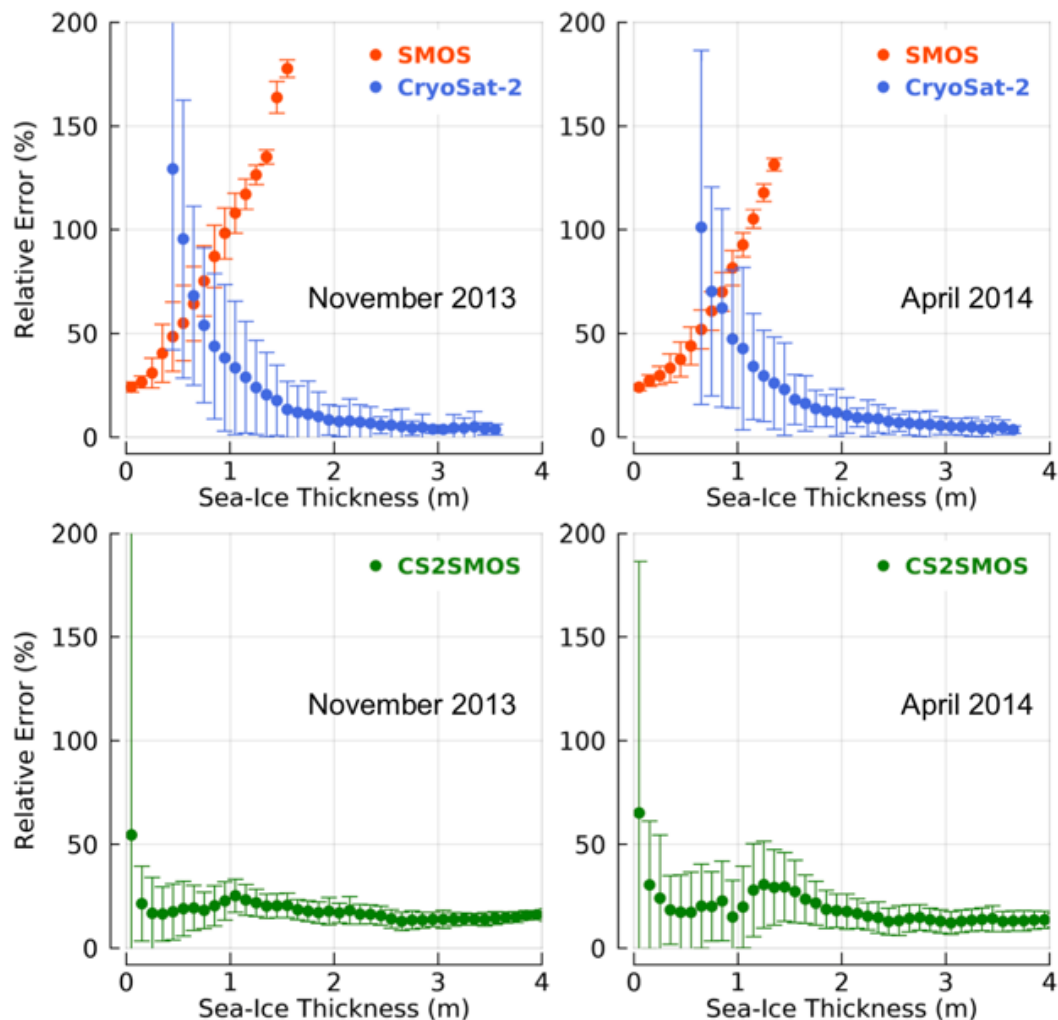 200
150
100
50
0
Relative Error (%)
SMOS
CryoSat-2
November 2013
0 1 2 3 4
Sea-Ice Thickness (m)
200
150
100
50
0
SMOS
CryoSat-2
April 2014
0 1 2 3 4
Sea-Ice Thickness (m)
200
150
100
50
0
Relative Error (%)
CS2SMOS
November 2013
0 1 2 3 4
Sea-Ice Thickness (m)
200
150
100
50
0
CS2SMOS
April 2014
0 1 2 3 4
Sea-Ice Thickness (m)